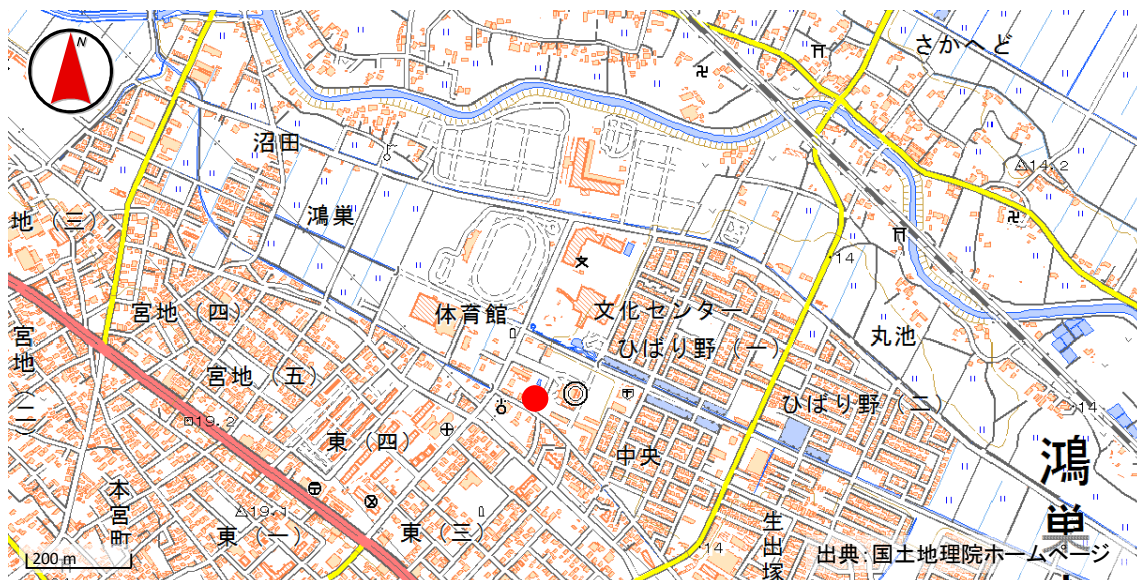 N
さかへど
沼田
14.2
鴻巣
地(三)
14
体育館
文化センター
丸池
宮地(四)
ひばり野(一)
宮地(二)
宮地(五)
ひばり野(二)
14
19.2
東(四)
中央
鴻巣
本宮町
19.1
東(一)
東(三)
生出塚
14
200 m
出典:国土地理院ホームページ